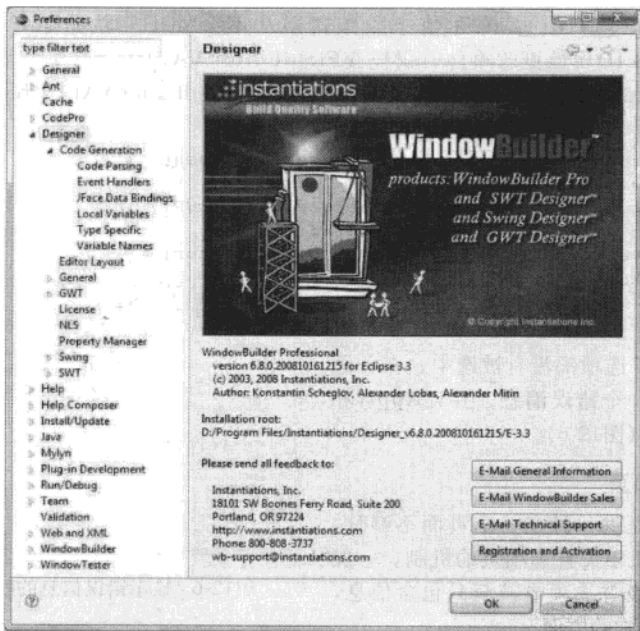 Preferences
type filter text
General
Ant
Cache
CodePro
Designer
Code Generation
Code Parsing
Event Handlers
JFace Data Bindings
Local Variables
Type Specific
Variable Names
Editor Layout
General
GWT
License
NLS
Property Manager
Swing
SWT
Help
Help Composer
Install/Update
Java
Mylyn
Plug-in Development
Run/Debug
Team
Validation
Web and XML
WindowBuilder
WindowTester
Designer
instantiations
Build Quality Software
WindowBuilder™
products: WindowBuilder Pro
and SWT Designer™
and Swing Designer™
and GWT Designer™
© Copyright Instantiations Inc.
WindowBuilder Professional
version 6.8.0.200810161215 for Eclipse 3.3
(c) 2003, 2008 Instantiations, Inc.
Author: Konstantin Scheglov, Alexander Lobas, Alexander Mitin
Installation root:
D:/Program Files/Instantiations/Designer_v6.8.0.200810161215/E-3.3
Please send all feedback to:
Instantiations, Inc.
18101 SW Boones Ferry Road, Suite 200
Portland, OR 97224
http://www.instantiations.com
Phone: 800-808-3737
wb-support@instantiations.com
E-Mail General Information
E-Mail WindowBuilder Sales
E-Mail Technical Support
Registration and Activation
OK
Cancel